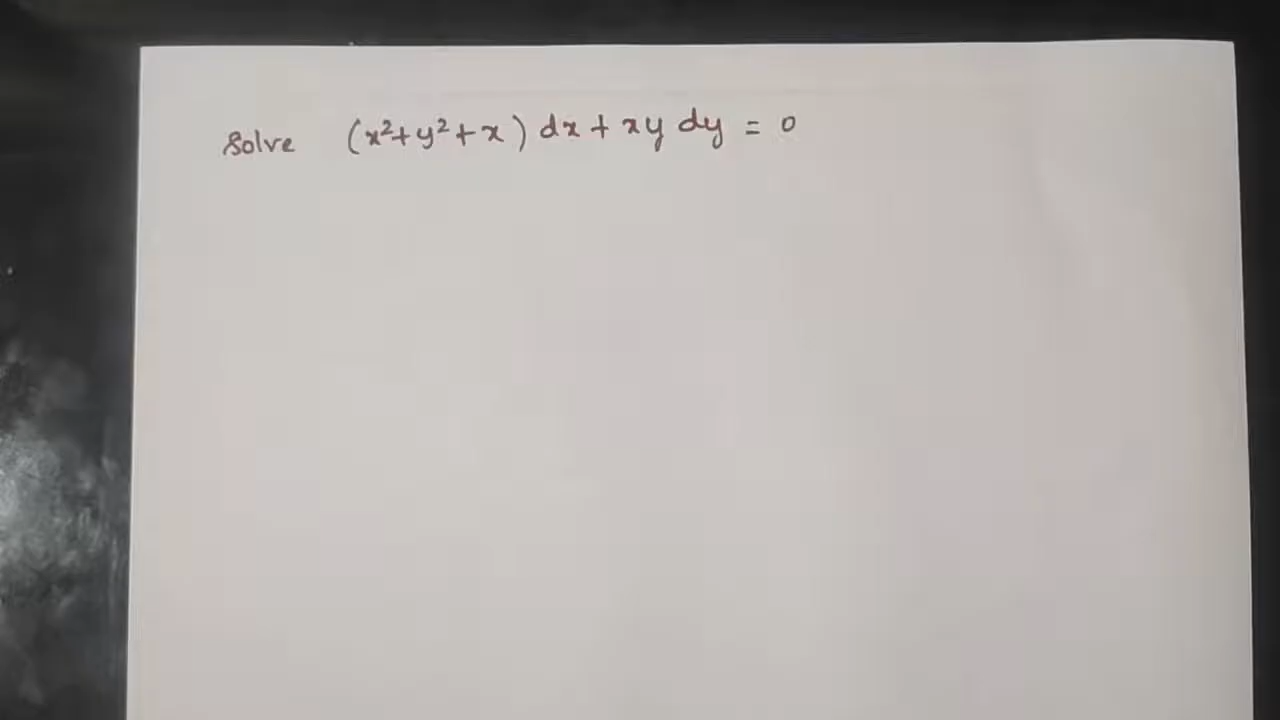 Solve (x²+y²+x) dx + xy dy = 0